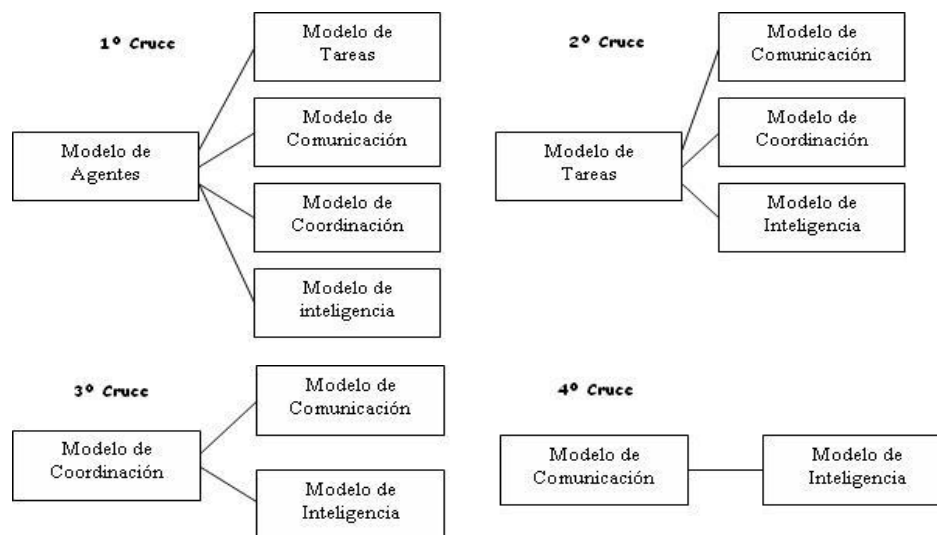 1º Cruce
Modelo de
Tareas
Modelo de
Comunicación
Modelo de
Agentes
Modelo de
Coordinación
Modelo de
inteligencia
2º Cruce
Modelo de
Comunicación
Modelo de
Coordinación
Modelo de
Tareas
Modelo de
Inteligencia
3º Cruce
Modelo de
Comunicación
Modelo de
Coordinación
Modelo de
Inteligencia
4º Cruce
Modelo de
Comunicación
Modelo de
Inteligencia